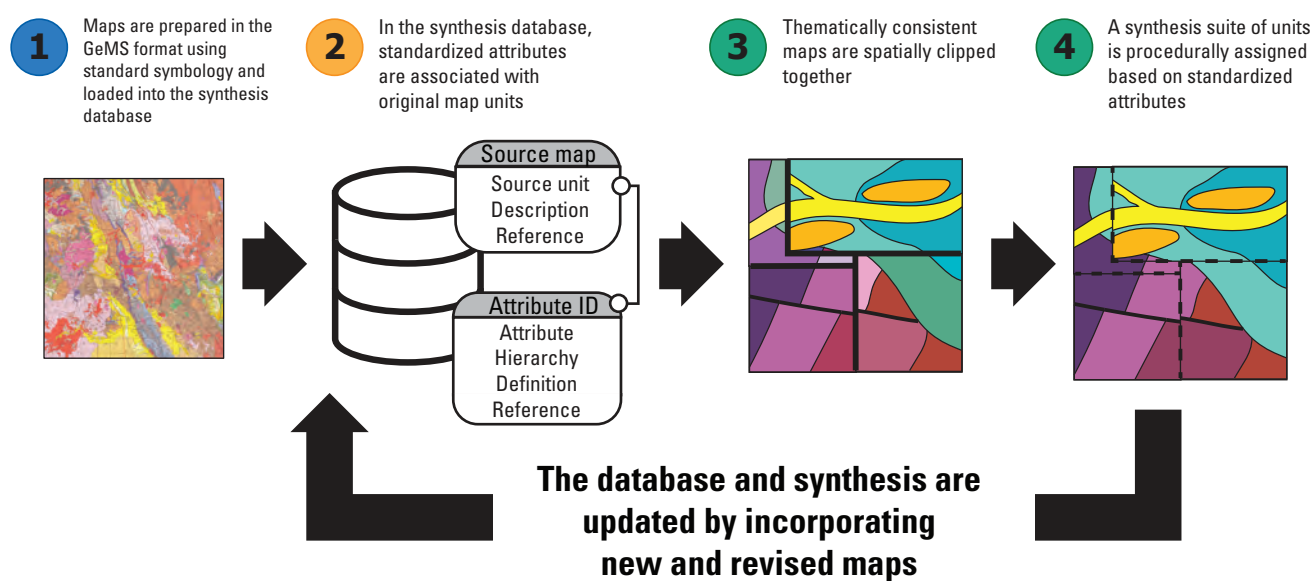 1
Maps are prepared in the
GeMS format using
standard symbology and
loaded into the synthesis
database
2
In the synthesis database,
standardized attributes
are associated with
original map units
3
Thematically consistent
maps are spatially clipped
together
4
A synthesis suite of units
is procedurally assigned
based on standardized
attributes
Source map
Source unit
Description
Reference
Attribute ID
Attribute
Hierarchy
Definition
Reference
The database and synthesis are
updated by incorporating
new and revised maps